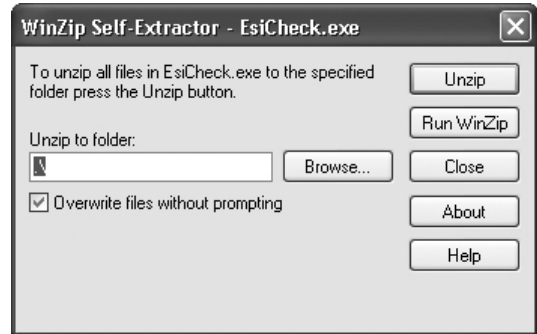 WinZip Self-Extractor - EsiCheck.exe
To unzip all files in EsiCheck.exe to the specified
folder press the Unzip button.
Unzip to folder:
.\
Browse...
Overwrite files without prompting
Unzip
Run WinZip
Close
About
Help